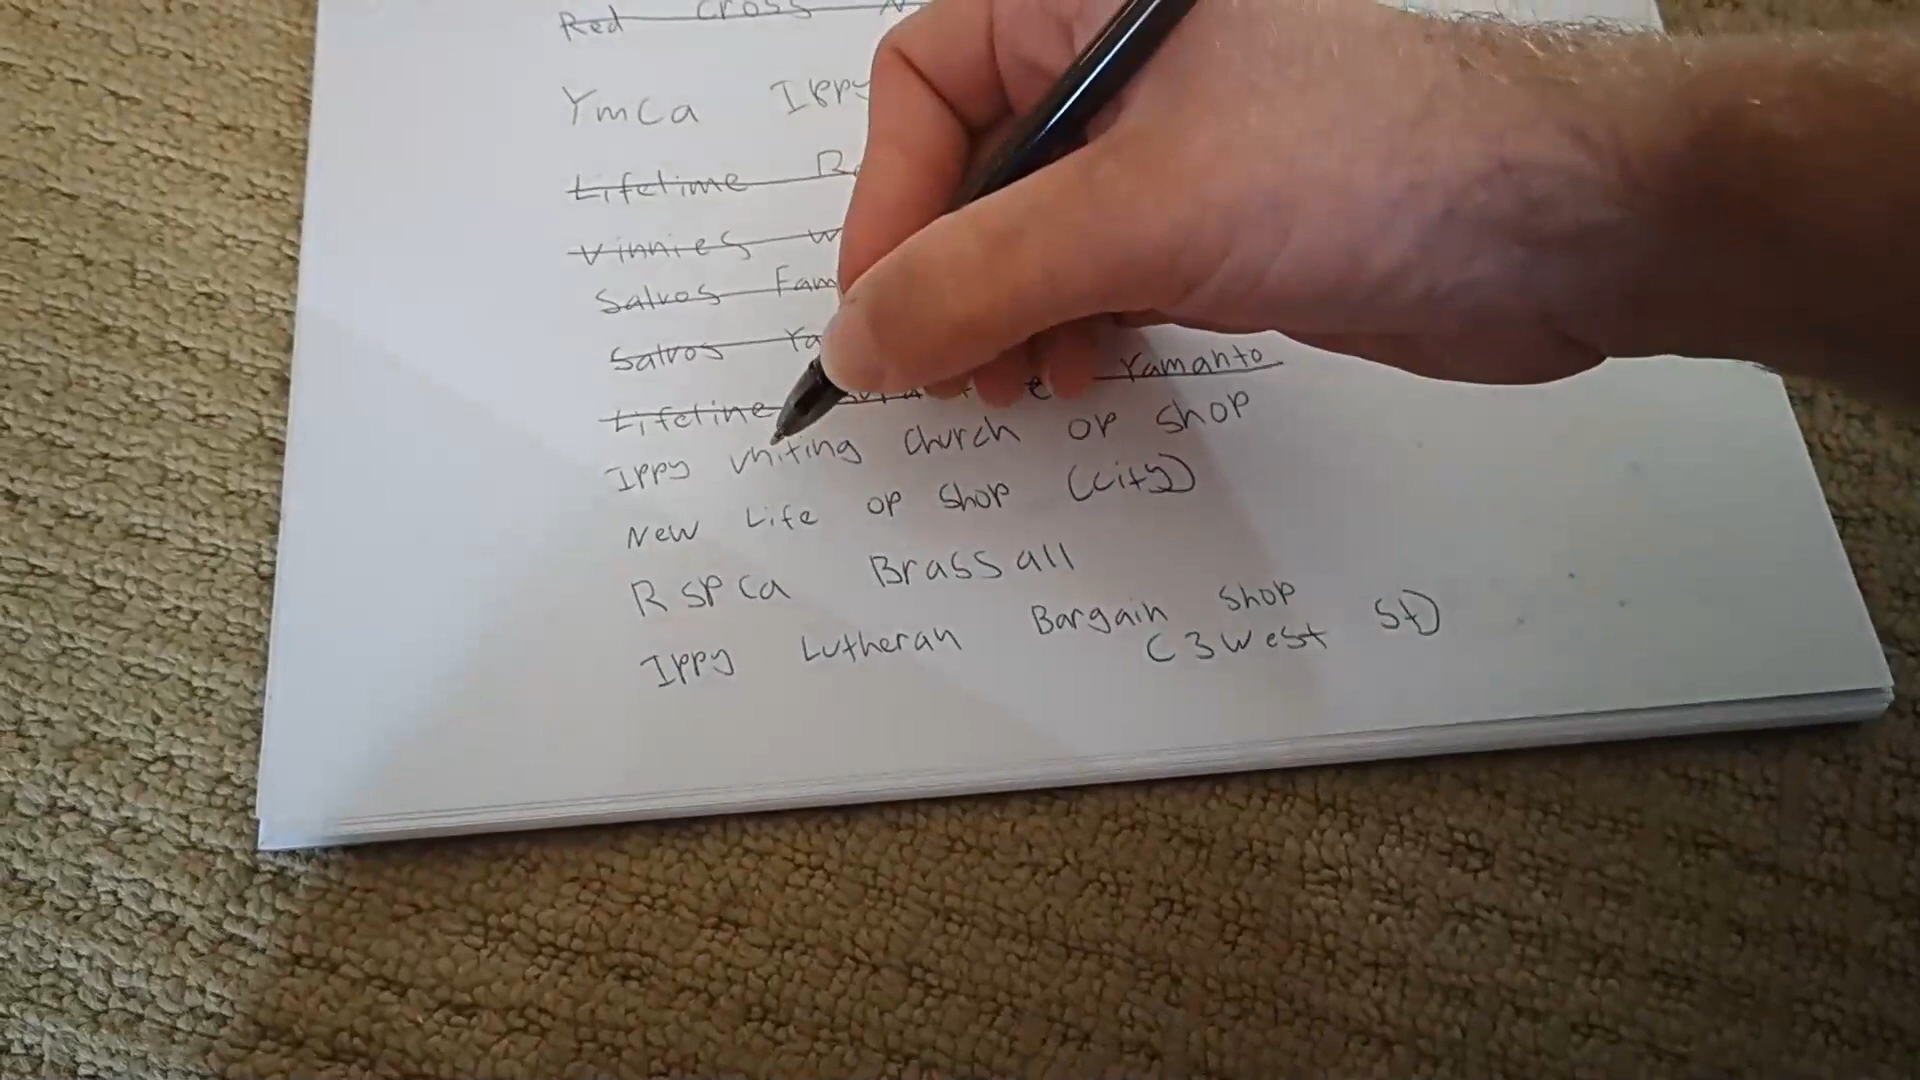 Red Cross
Ymca Ippy
Lifetime
Vinnies W
Salvos Fam
Salvos Ya
Lifeline Yamanto
Ippy Uniting Church op shop
New Life op shop (City)
RSPCa Brassall
Ippy Lutheran Bargain Shop
(3 West St)